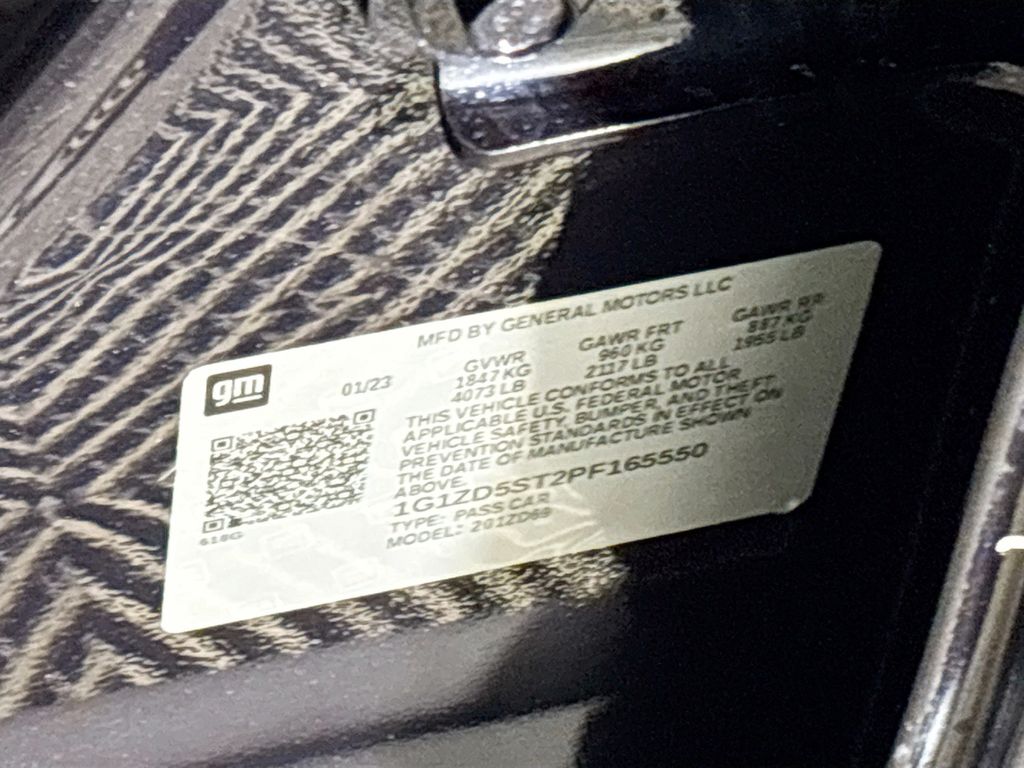 MFD BY GENERAL MOTORS LLC
gm
01/23
GVWR GAWR FRT GAWR RR
1847 KG 960 KG 887 KG
4073 LB 2117 LB 1955 LB
THIS VEHICLE CONFORMS TO ALL
APPLICABLE U.S. FEDERAL MOTOR
VEHICLE SAFETY, BUMPER, AND THEFT
PREVENTION STANDARDS IN EFFECT ON
THE DATE OF MANUFACTURE SHOWN
ABOVE.
1G1ZD5ST2PF165550
TYPE: PASS CAR
MODEL: